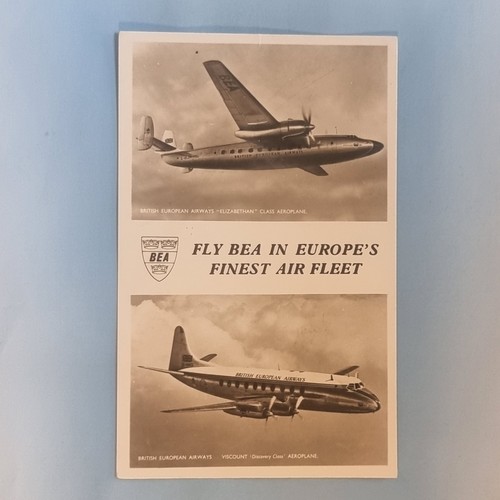 BEA
BRITISH EUROPEAN AIRWAYS "ELIZABETHAN" CLASS AEROPLANE.
BEA
FLY BEA IN EUROPE'S
FINEST AIR FLEET
BRITISH EUROPEAN AIRWAYS
BRITISH EUROPEAN AIRWAYS VISCOUNT 'Discovery Class' AEROPLANE.